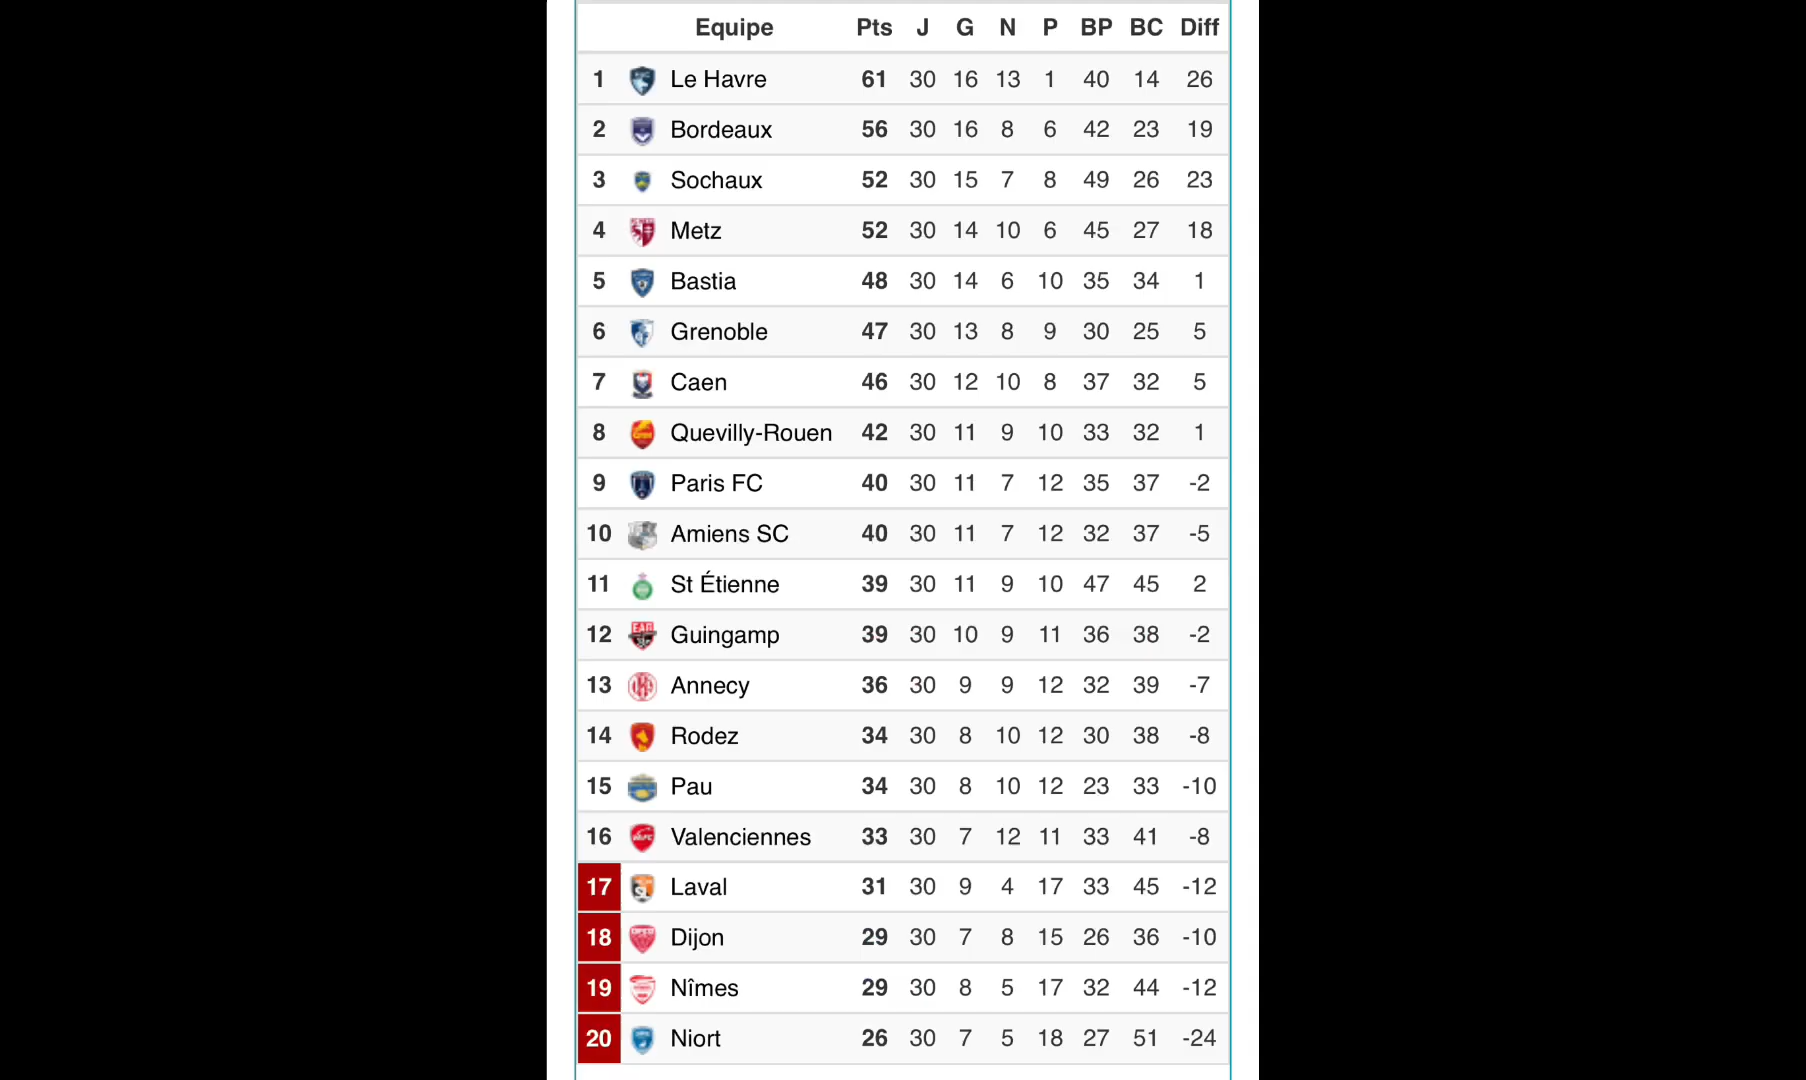 Equipe Pts J G N P BP BC Diff
1 Le Havre 61 30 16 13 1 40 14 26
2 Bordeaux 56 30 16 8 6 42 23 19
3 Sochaux 52 30 15 7 8 49 26 23
4 Metz 52 30 14 10 6 45 27 18
5 Bastia 48 30 14 6 10 35 34 1
6 Grenoble 47 30 13 8 9 30 25 5
7 Caen 46 30 12 10 8 37 32 5
8 Quevilly-Rouen 42 30 11 9 10 33 32 1
9 Paris FC 40 30 11 7 12 35 37 -2
10 Amiens SC 40 30 11 7 12 32 37 -5
11 St Étienne 39 30 11 9 10 47 45 2
12 Guingamp 39 30 10 9 11 36 38 -2
13 Annecy 36 30 9 9 12 32 39 -7
14 Rodez 34 30 8 10 12 30 38 -8
15 Pau 34 30 8 10 12 23 33 -10
16 Valenciennes 33 30 7 12 11 33 41 -8
17 Laval 31 30 9 4 17 33 45 -12
18 Dijon 29 30 7 8 15 26 36 -10
19 Nîmes 29 30 8 5 17 32 44 -12
20 Niort 26 30 7 5 18 27 51 -24